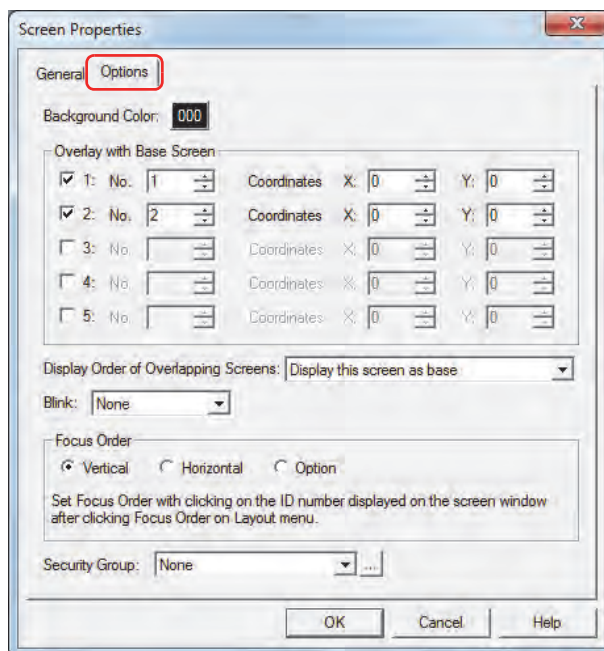 Screen Properties
General Options
Background Color: 000
Overlay with Base Screen
1: No. 1 Coordinates X: 0 Y: 0
2: No. 2 Coordinates X: 0 Y: 0
3: No. Coordinates X: 0 Y: 0
4: No. Coordinates X: 0 Y: 0
5: No. Coordinates X: 0 Y: 0
Display Order of Overlapping Screens: Display this screen as base
Blink: None
Focus Order
Vertical Horizontal Option
Set Focus Order with clicking on the ID number displayed on the screen window
after clicking Focus Order on Layout menu.
Security Group: None ...
OK Cancel Help